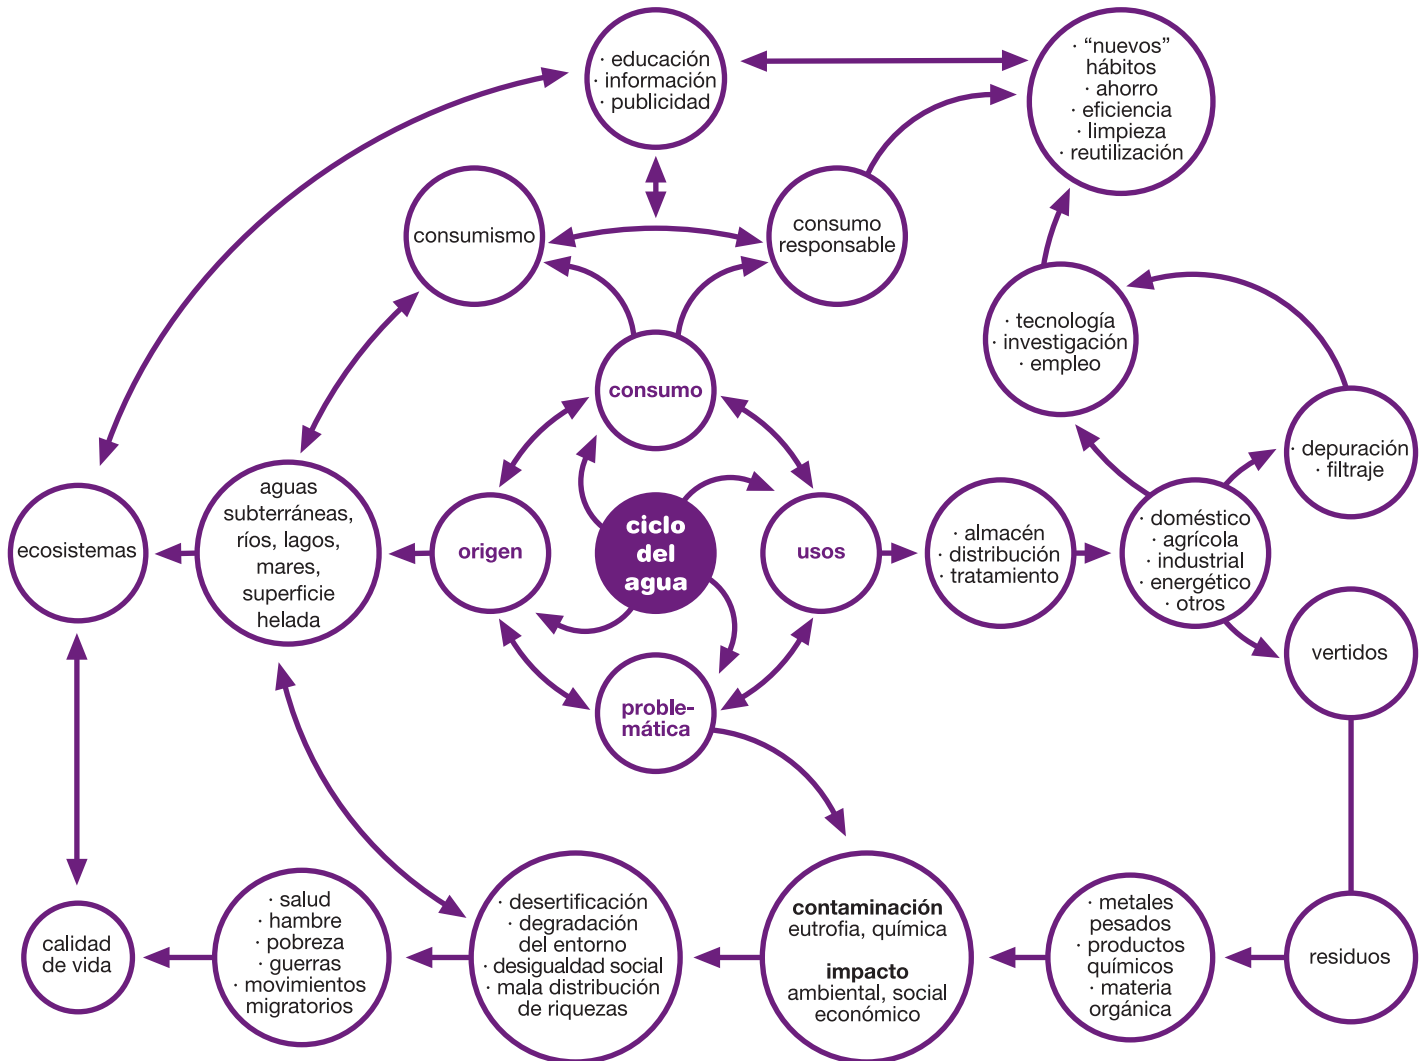 · educación
· información
· publicidad
· “nuevos”
hábitos
· ahorro
· eficiencia
· limpieza
· reutilización
consumismo
consumo
responsable
· tecnología
· investigación
· empleo
consumo
· depuración
· filtraje
ecosistemas
aguas
subterráneas,
ríos, lagos,
mares,
superficie
helada
origen
ciclo
del
agua
usos
· almacén
· distribución
· tratamiento
· doméstico
· agrícola
· industrial
· energético
· otros
vertidos
proble-
mática
calidad
de vida
· salud
· hambre
· pobreza
· guerras
· movimientos
migratorios
· desertificación
· degradación
del entorno
· desigualdad social
· mala distribución
de riquezas
contaminación
eutrofia, química
impacto
ambiental, social
económico
· metales
pesados
· productos
químicos
· materia
orgánica
residuos